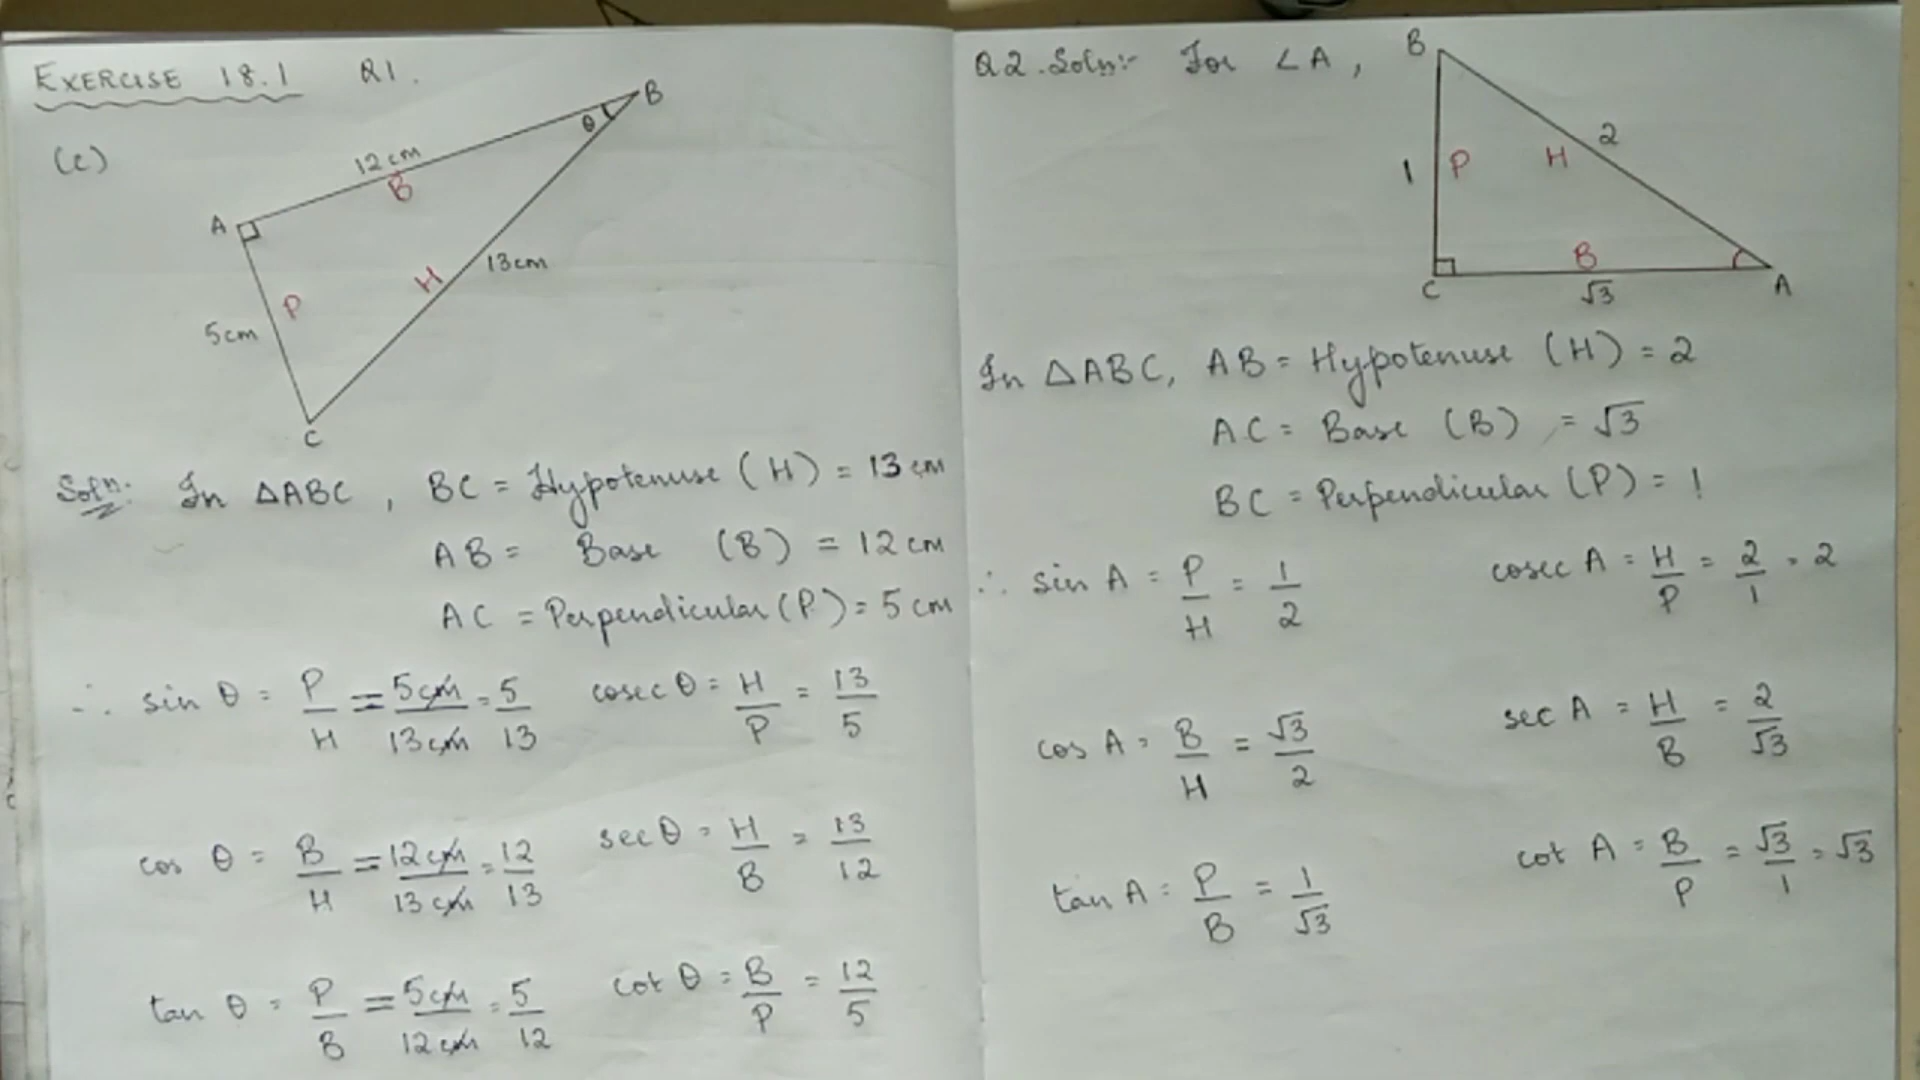 EXERCISE 18.1 Q1.
(c)
B
θ
12cm
B
A
H
13cm
P
5cm
C
Soln: In △ABC, BC = Hypotenuse (H) = 13 cm
AB = Base (B) = 12 cm
AC = Perpendicular (P) = 5 cm
∴ sin θ = P/H = 5cm/13cm = 5/13 cosec θ = H/P = 13/5
cos θ = B/H = 12cm/13cm = 12/13 sec θ = H/B = 13/12
tan θ = P/B = 5cm/12cm = 5/12 cot θ = B/P = 12/5
Q2. Soln:- For ∠A,
B
2
1 P H
B
C √3 A
In △ABC, AB = Hypotenuse (H) = 2
AC = Base (B) = √3
BC = Perpendicular (P) = 1
∴ sin A = P/H = 1/2 cosec A = H/P = 2/1 = 2
cos A = B/H = √3/2 sec A = H/B = 2/√3
tan A = P/B = 1/√3 cot A = B/P = √3/1 = √3